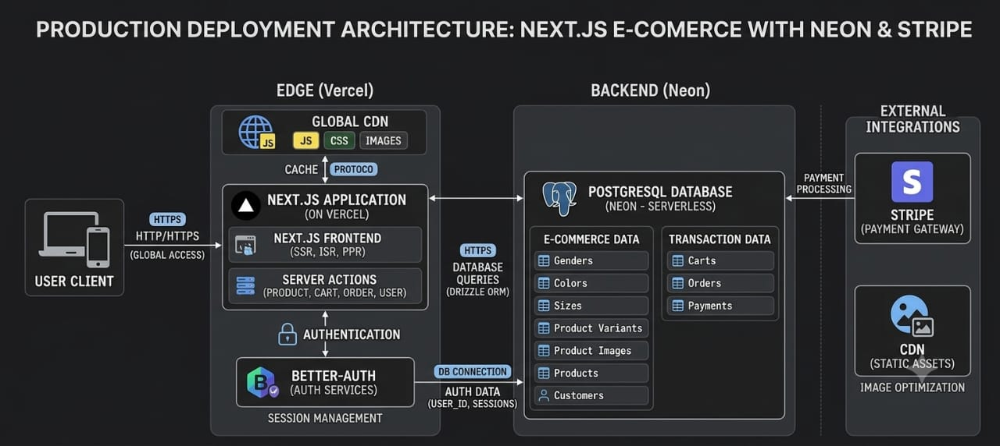 PRODUCTION DEPLOYMENT ARCHITECTURE: NEXT.JS E-COMERCE WITH NEON & STRIPE
EDGE (Vercel)
GLOBAL CDN
JS
JS
CSS
IMAGES
CACHE
PROTOCO
NEXT.JS APPLICATION
(ON VERCEL)
NEXT.JS FRONTEND
(SSR, ISR, PPR)
SERVER ACTIONS
(PRODUCT, CART, ORDER, USER)
AUTHENTICATION
B
BETTER-AUTH
(AUTH SERVICES)
SESSION MANAGEMENT
USER CLIENT
HTTPS
HTTP/HTTPS
(GLOBAL ACCESS)
HTTPS
DATABASE
QUERIES
(DRIZZLE ORM)
DB CONNECTION
AUTH DATA
(USER_ID, SESSIONS)
BACKEND (Neon)
POSTGRESQL DATABASE
(NEON - SERVERLESS)
E-COMMERCE DATA
Genders
Colors
Sizes
Product Variants
Product Images
Products
Customers
TRANSACTION DATA
Carts
Orders
Payments
PAYMENT
PROCESSING
EXTERNAL
INTEGRATIONS
S
STRIPE
(PAYMENT GATEWAY)
CDN
(STATIC ASSETS)
IMAGE OPTIMIZATION